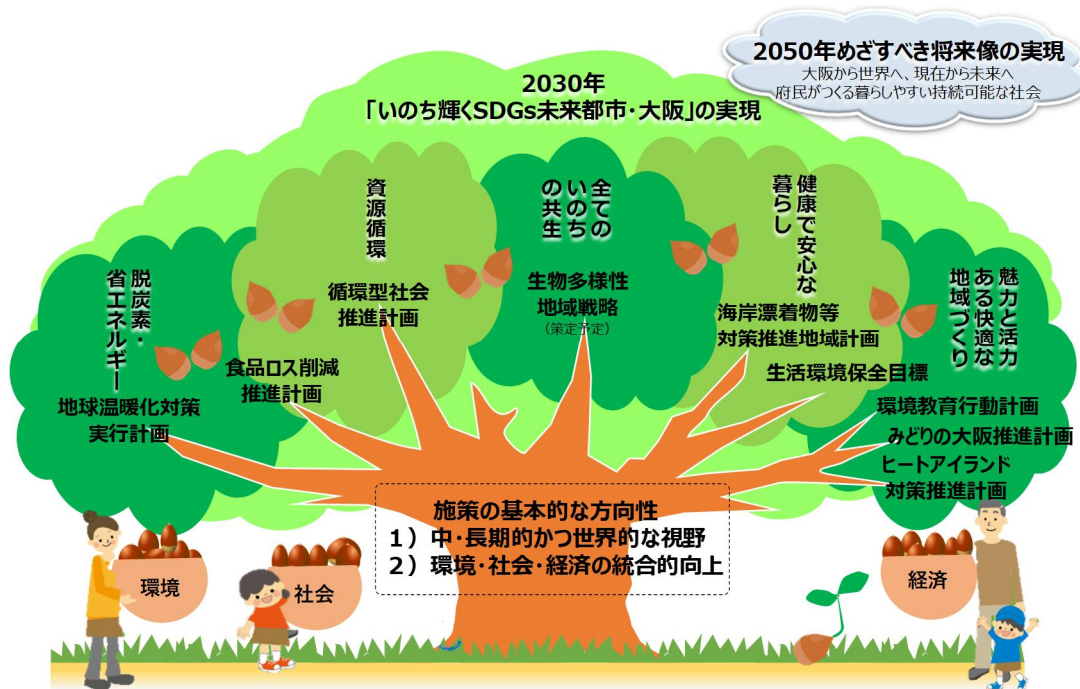 2050年めざすべき将来像の実現
大阪から世界へ、現在から未来へ
府民がつくる暮らしやすい持続可能な社会
2030年
「いのち輝くSDGs未来都市・大阪」の実現
脱炭素・
省エネルギー
地球温暖化対策
実行計画
資源循環
循環型社会
推進計画
食品ロス削減
推進計画
全ての
いのち
の共生
生物多様性
地域戦略
(策定予定)
健康で安心な
暮らし
海岸漂着物等
対策推進地域計画
生活環境保全目標
魅力と活力
ある快適な
地域づくり
環境教育行動計画
みどりの大阪推進計画
ヒートアイランド
対策推進計画
施策の基本的な方向性
1）中・長期的かつ世界的な視野
2）環境・社会・経済の統合的向上
環境
社会
経済